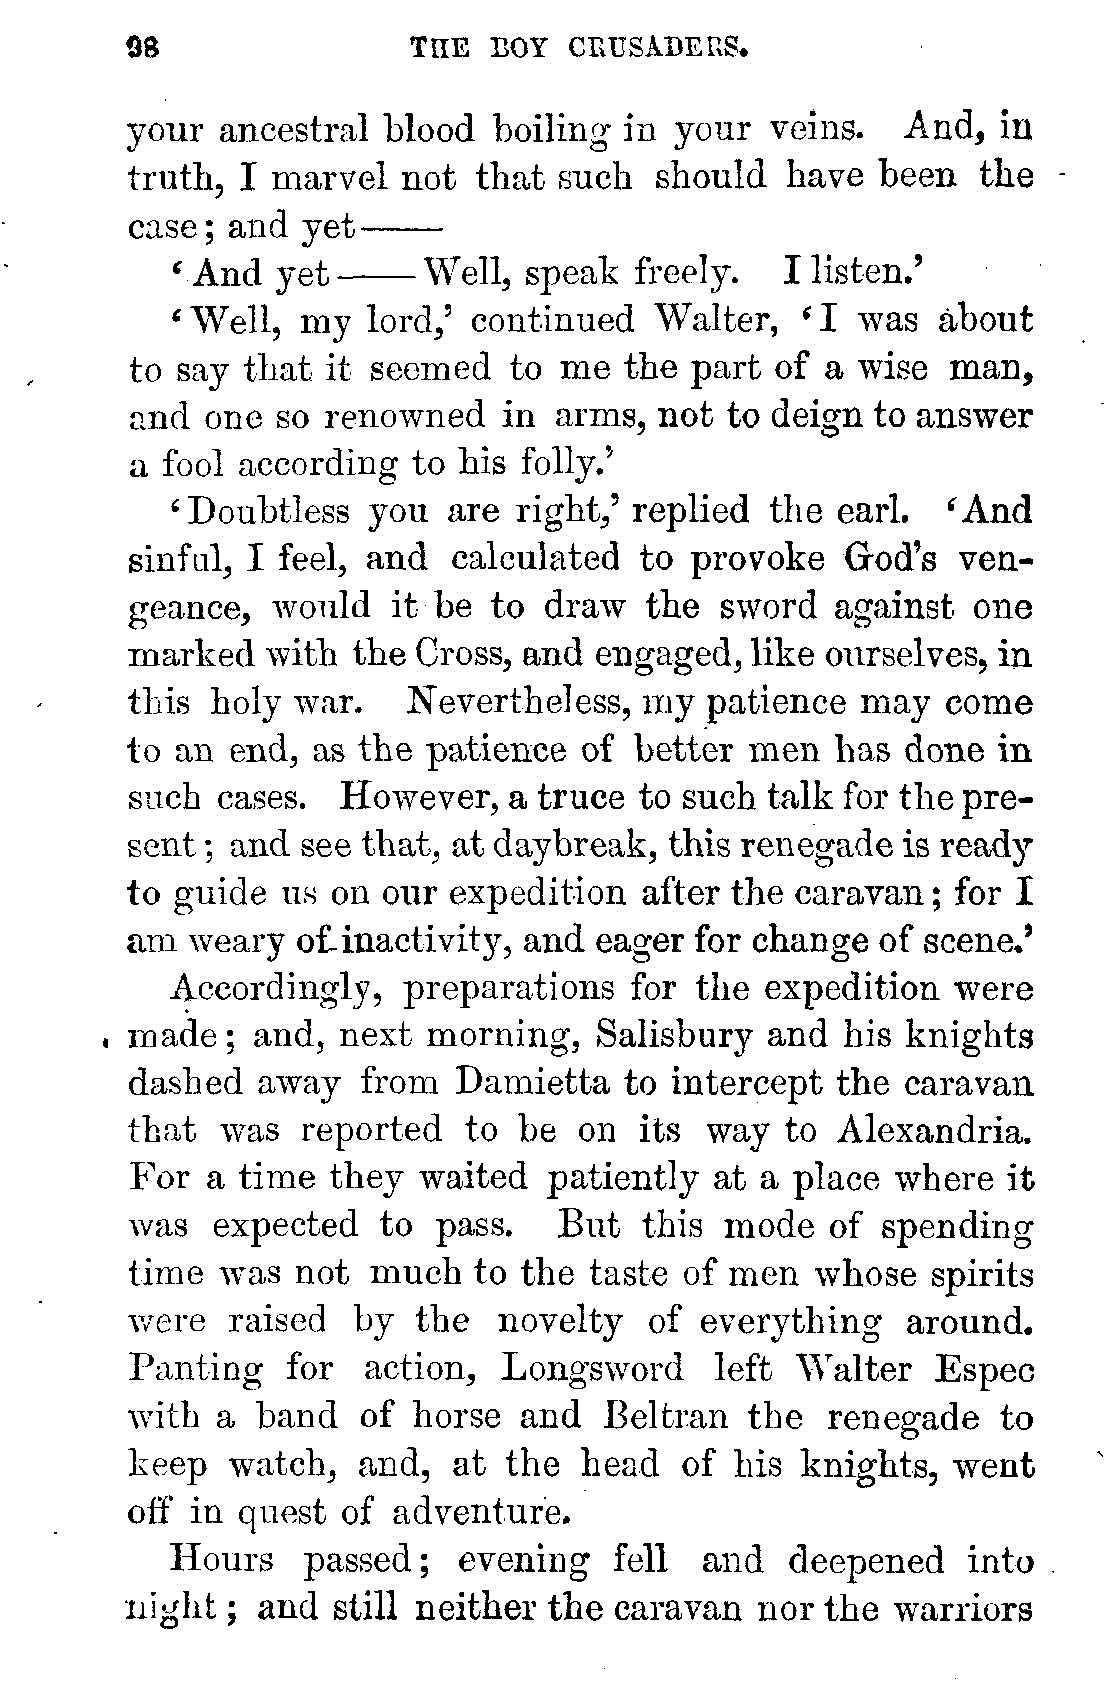 98 THE BOY CRUSADERS.
your ancestral blood boiling in your veins. And, in
truth, I marvel not that such should have been the
case; and yet——
‘And yet——Well, speak freely. I listen.’
‘Well, my lord,’ continued Walter, ‘I was about
to say that it seemed to me the part of a wise man,
and one so renowned in arms, not to deign to answer
a fool according to his folly.’
‘Doubtless you are right,’ replied the earl. ‘And
sinful, I feel, and calculated to provoke God’s ven-
geance, would it be to draw the sword against one
marked with the Cross, and engaged, like ourselves, in
this holy war. Nevertheless, my patience may come
to an end, as the patience of better men has done in
such cases. However, a truce to such talk for the pre-
sent; and see that, at daybreak, this renegade is ready
to guide us on our expedition after the caravan; for I
am weary of inactivity, and eager for change of scene.’
Accordingly, preparations for the expedition were
made; and, next morning, Salisbury and his knights
dashed away from Damietta to intercept the caravan
that was reported to be on its way to Alexandria.
For a time they waited patiently at a place where it
was expected to pass. But this mode of spending
time was not much to the taste of men whose spirits
were raised by the novelty of everything around.
Panting for action, Longsword left Walter Espec
with a band of horse and Beltran the renegade to
keep watch, and, at the head of his knights, went
off in quest of adventure.
Hours passed; evening fell and deepened into
night; and still neither the caravan nor the warriors